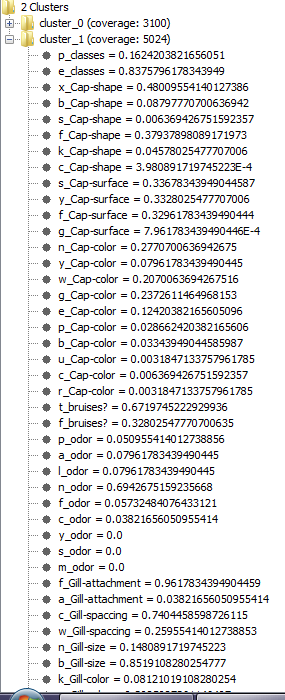 2 Clusters
cluster_0 (coverage: 3100)
cluster_1 (coverage: 5024)
p_classes = 0.1624203821656051
e_classes = 0.8375796178343949
x_Cap-shape = 0.48009554140127386
b_Cap-shape = 0.08797770700636942
s_Cap-shape = 0.006369426751592357
f_Cap-shape = 0.37937898089171973
k_Cap-shape = 0.04578025477707006
c_Cap-shape = 3.980891719745223E-4
s_Cap-surface = 0.33678343949044587
y_Cap-surface = 0.3328025477707006
f_Cap-surface = 0.32961783439490444
g_Cap-surface = 7.961783439490446E-4
n_Cap-color = 0.2770700636942675
y_Cap-color = 0.07961783439490445
w_Cap-color = 0.2070063694267516
g_Cap-color = 0.2372611464968153
e_Cap-color = 0.12420382165605096
p_Cap-color = 0.028662420382165606
b_Cap-color = 0.03343949044585987
u_Cap-color = 0.0031847133757961785
c_Cap-color = 0.006369426751592357
r_Cap-color = 0.0031847133757961785
t_bruises? = 0.6719745222929936
f_bruises? = 0.32802547770700635
p_odor = 0.050955414012738856
a_odor = 0.07961783439490445
l_odor = 0.07961783439490445
n_odor = 0.6942675159235668
f_odor = 0.05732484076433121
c_odor = 0.03821656050955414
y_odor = 0.0
s_odor = 0.0
m_odor = 0.0
f_Gill-attachment = 0.9617834394904459
a_Gill-attachment = 0.03821656050955414
c_Gill-spaccing = 0.7404458598726115
w_Gill-spaccing = 0.25955414012738853
n_Gill-size = 0.1480891719745223
b_Gill-size = 0.8519108280254777
k_Gill-color = 0.08121019108280254